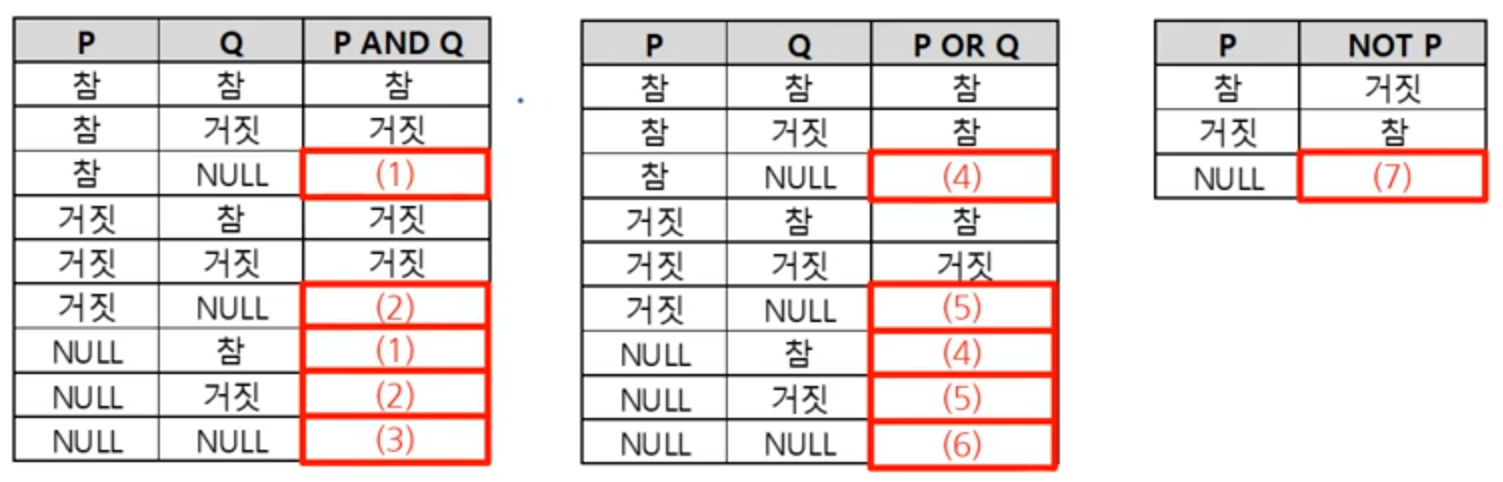 P Q P AND Q
참 참 참
참 거짓 거짓
참 NULL (1)
거짓 참 거짓
거짓 거짓 거짓
거짓 NULL (2)
NULL 참 (1)
NULL 거짓 (2)
NULL NULL (3)
P Q P OR Q
참 참 참
참 거짓 참
참 NULL (4)
거짓 참 참
거짓 거짓 거짓
거짓 NULL (5)
NULL 참 (4)
NULL 거짓 (5)
NULL NULL (6)
P NOT P
참 거짓
거짓 참
NULL (7)